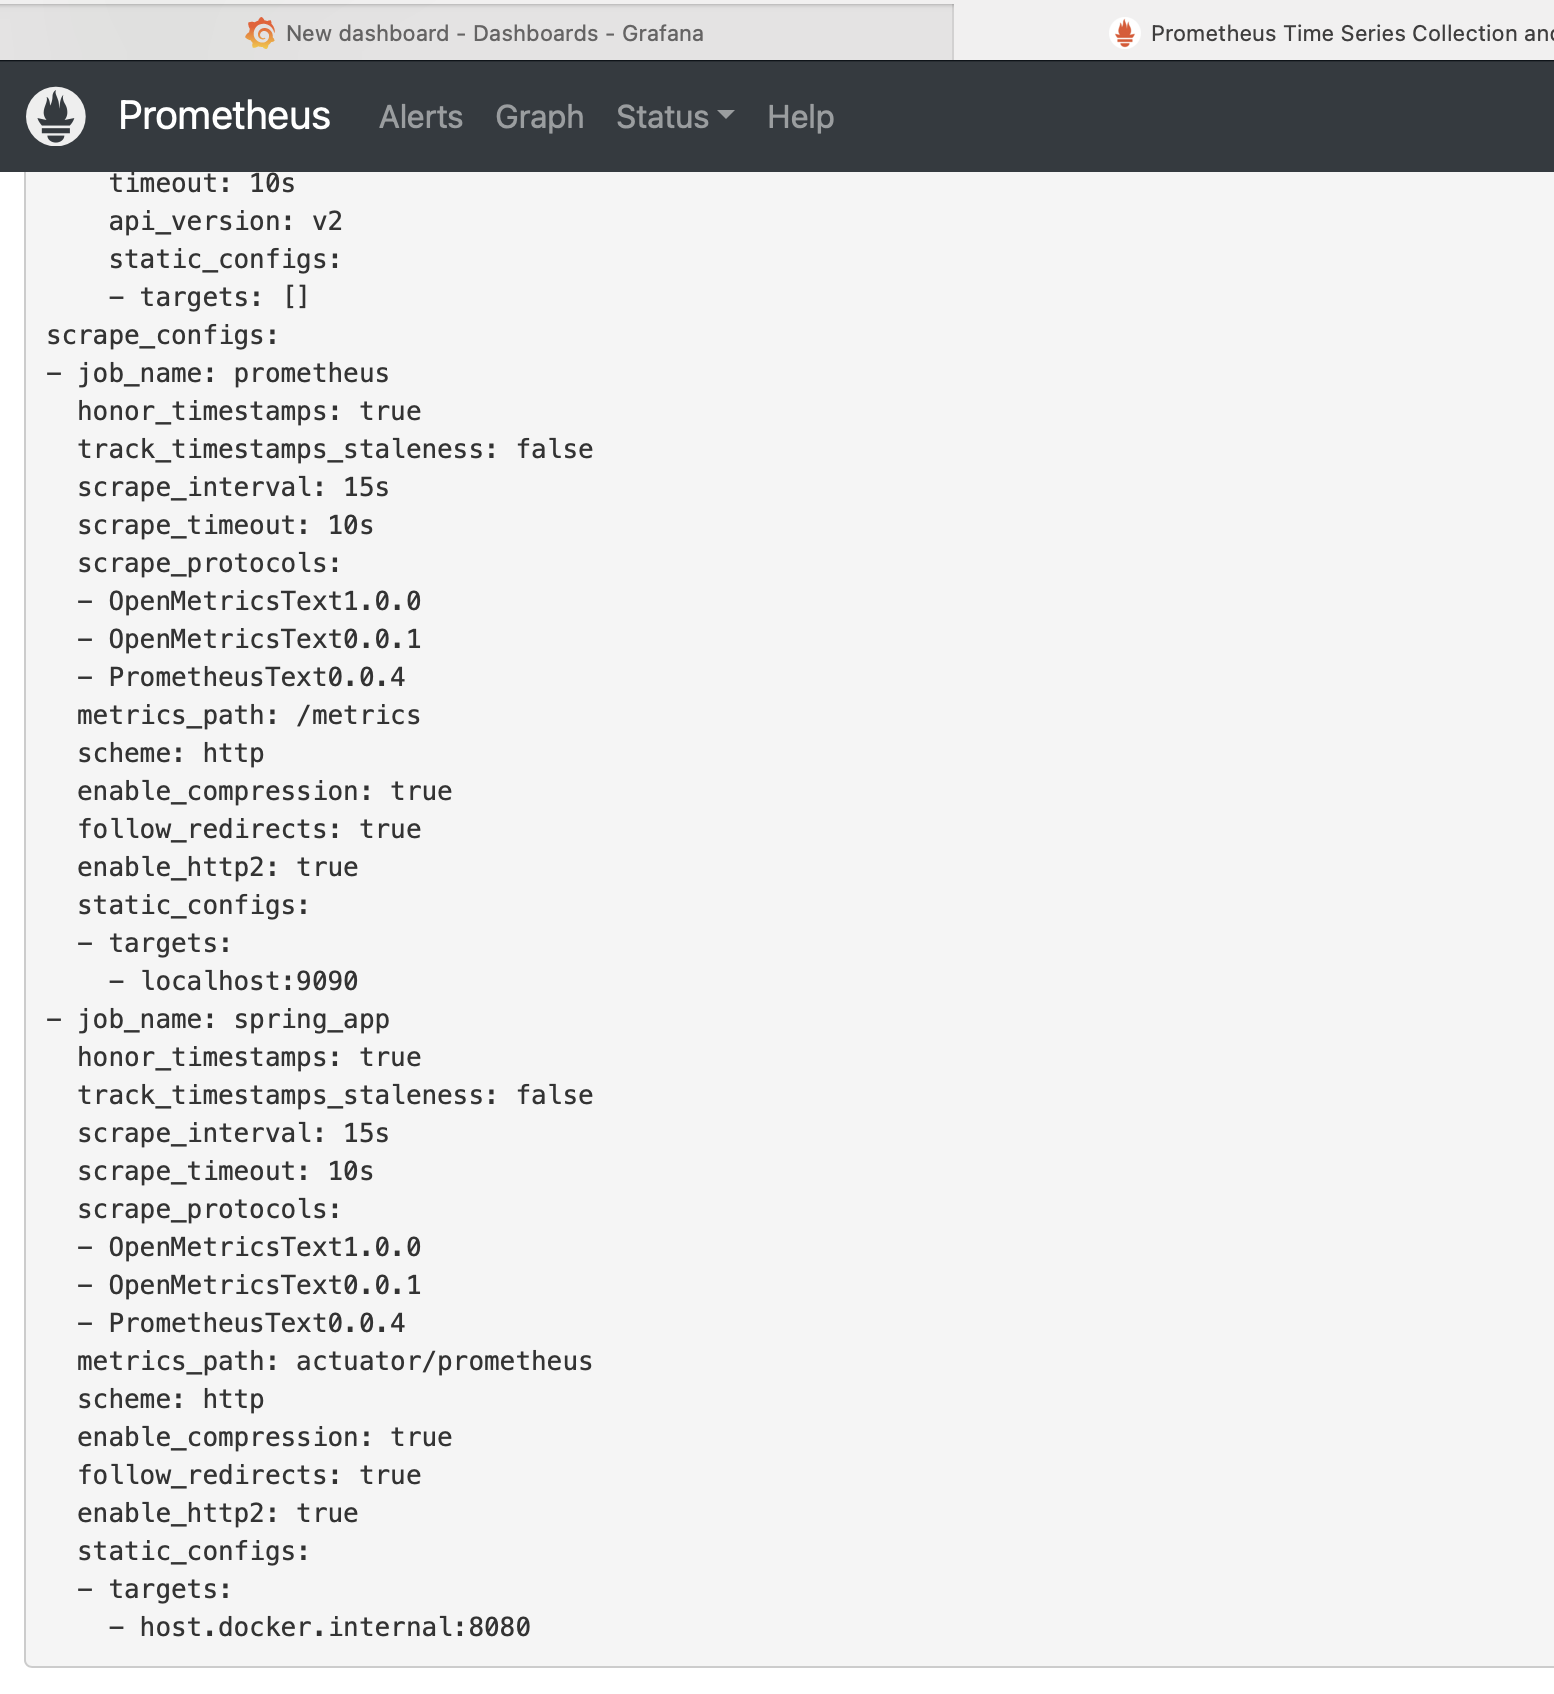 New dashboard - Dashboards - Grafana
Prometheus Time Series Collection and
Prometheus Alerts Graph Status Help
timeout: 10s
api_version: v2
static_configs:
- targets: []
scrape_configs:
- job_name: prometheus
honor_timestamps: true
track_timestamps_staleness: false
scrape_interval: 15s
scrape_timeout: 10s
scrape_protocols:
- OpenMetricsText1.0.0
- OpenMetricsText0.0.1
- PrometheusText0.0.4
metrics_path: /metrics
scheme: http
enable_compression: true
follow_redirects: true
enable_http2: true
static_configs:
- targets:
- localhost:9090
- job_name: spring_app
honor_timestamps: true
track_timestamps_staleness: false
scrape_interval: 15s
scrape_timeout: 10s
scrape_protocols:
- OpenMetricsText1.0.0
- OpenMetricsText0.0.1
- PrometheusText0.0.4
metrics_path: actuator/prometheus
scheme: http
enable_compression: true
follow_redirects: true
enable_http2: true
static_configs:
- targets:
- host.docker.internal:8080